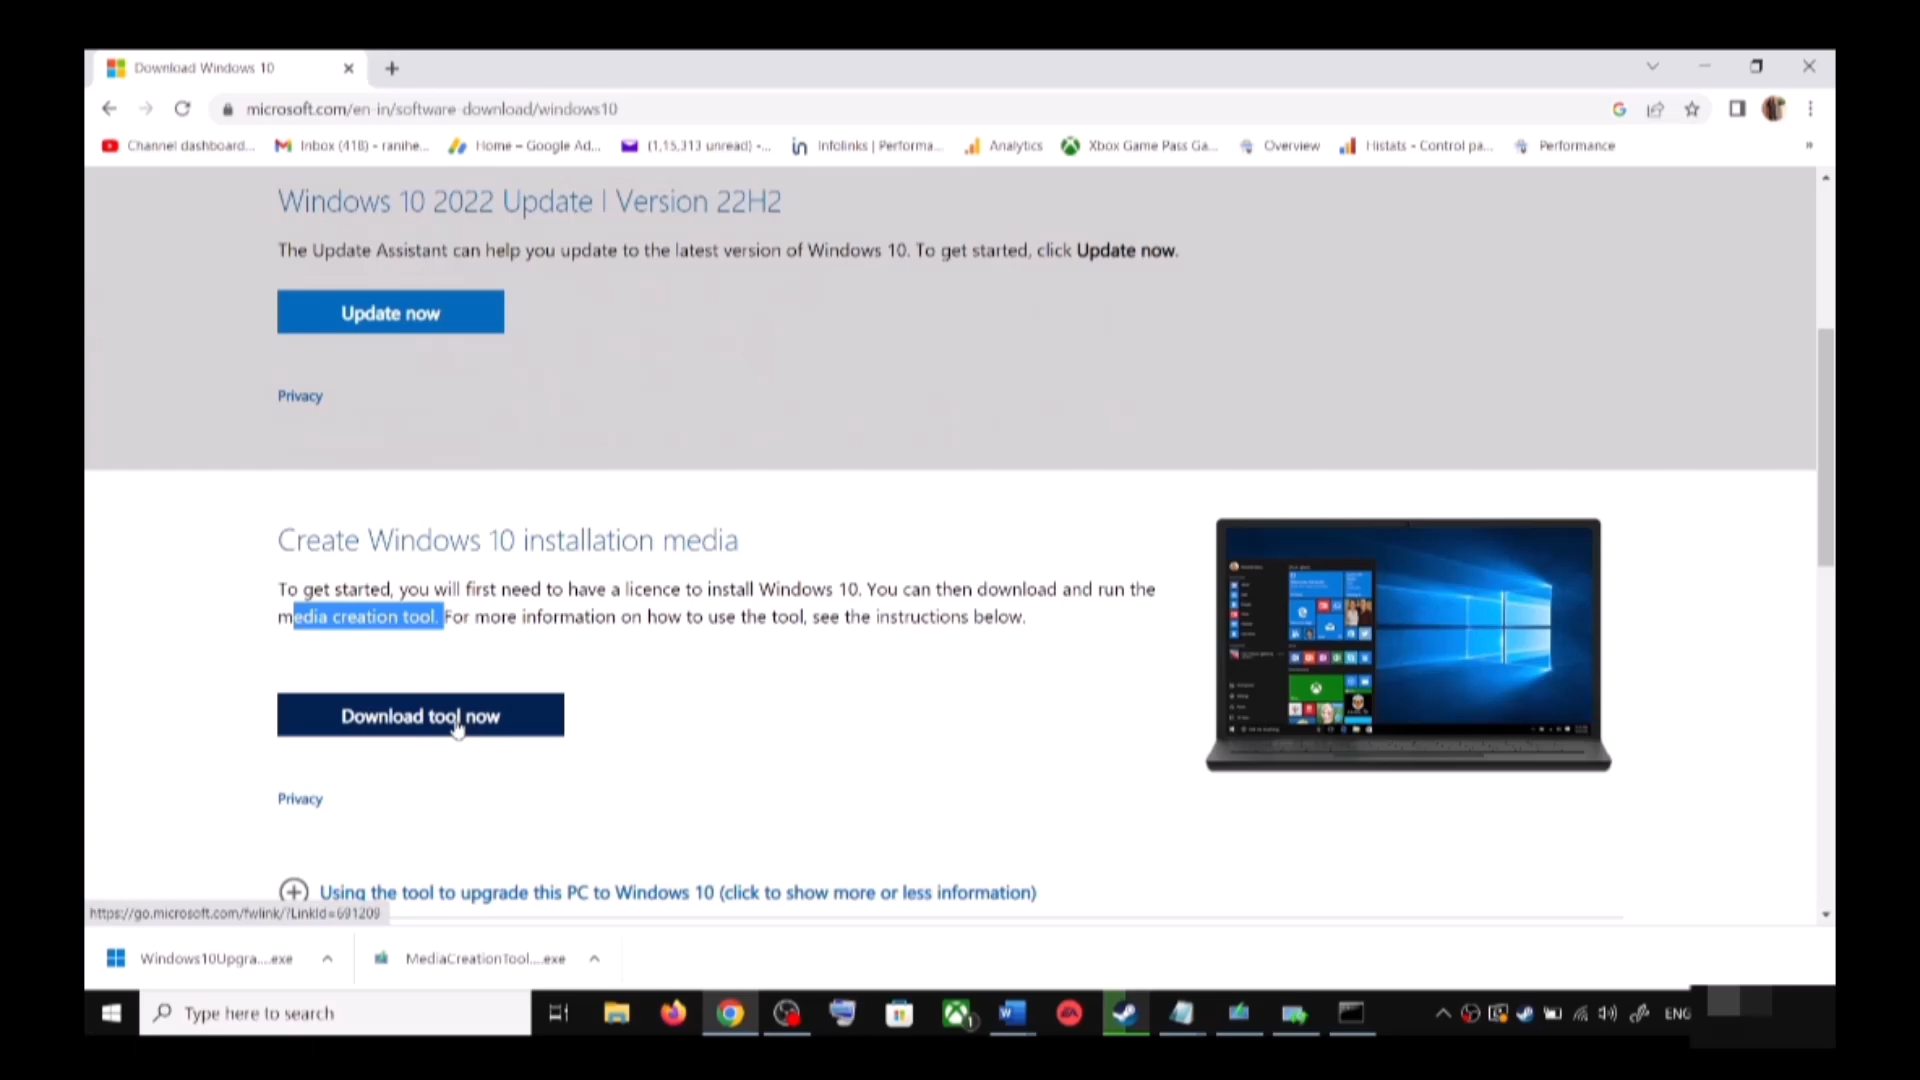 Download Windows 10
microsoft.com/en-in/software-download/windows10
Channel dashboard...
Inbox (418) - ranihe...
Home – Google Ad...
(1,15,313 unread) -...
Infolinks | Performa...
Analytics
Xbox Game Pass Ga...
Overview
Histats - Control pa...
Performance
»
Windows 10 2022 Update | Version 22H2
The Update Assistant can help you update to the latest version of Windows 10. To get started, click Update now.
Update now
Privacy
Create Windows 10 installation media
To get started, you will first need to have a licence to install Windows 10. You can then download and run the
media creation tool. For more information on how to use the tool, see the instructions below.
Download tool now
Privacy
Using the tool to upgrade this PC to Windows 10 (click to show more or less information)
https://go.microsoft.com/fwlink/?LinkId=691209
Windows10Upgra....exe
MediaCreationTool....exe
Type here to search
ENG